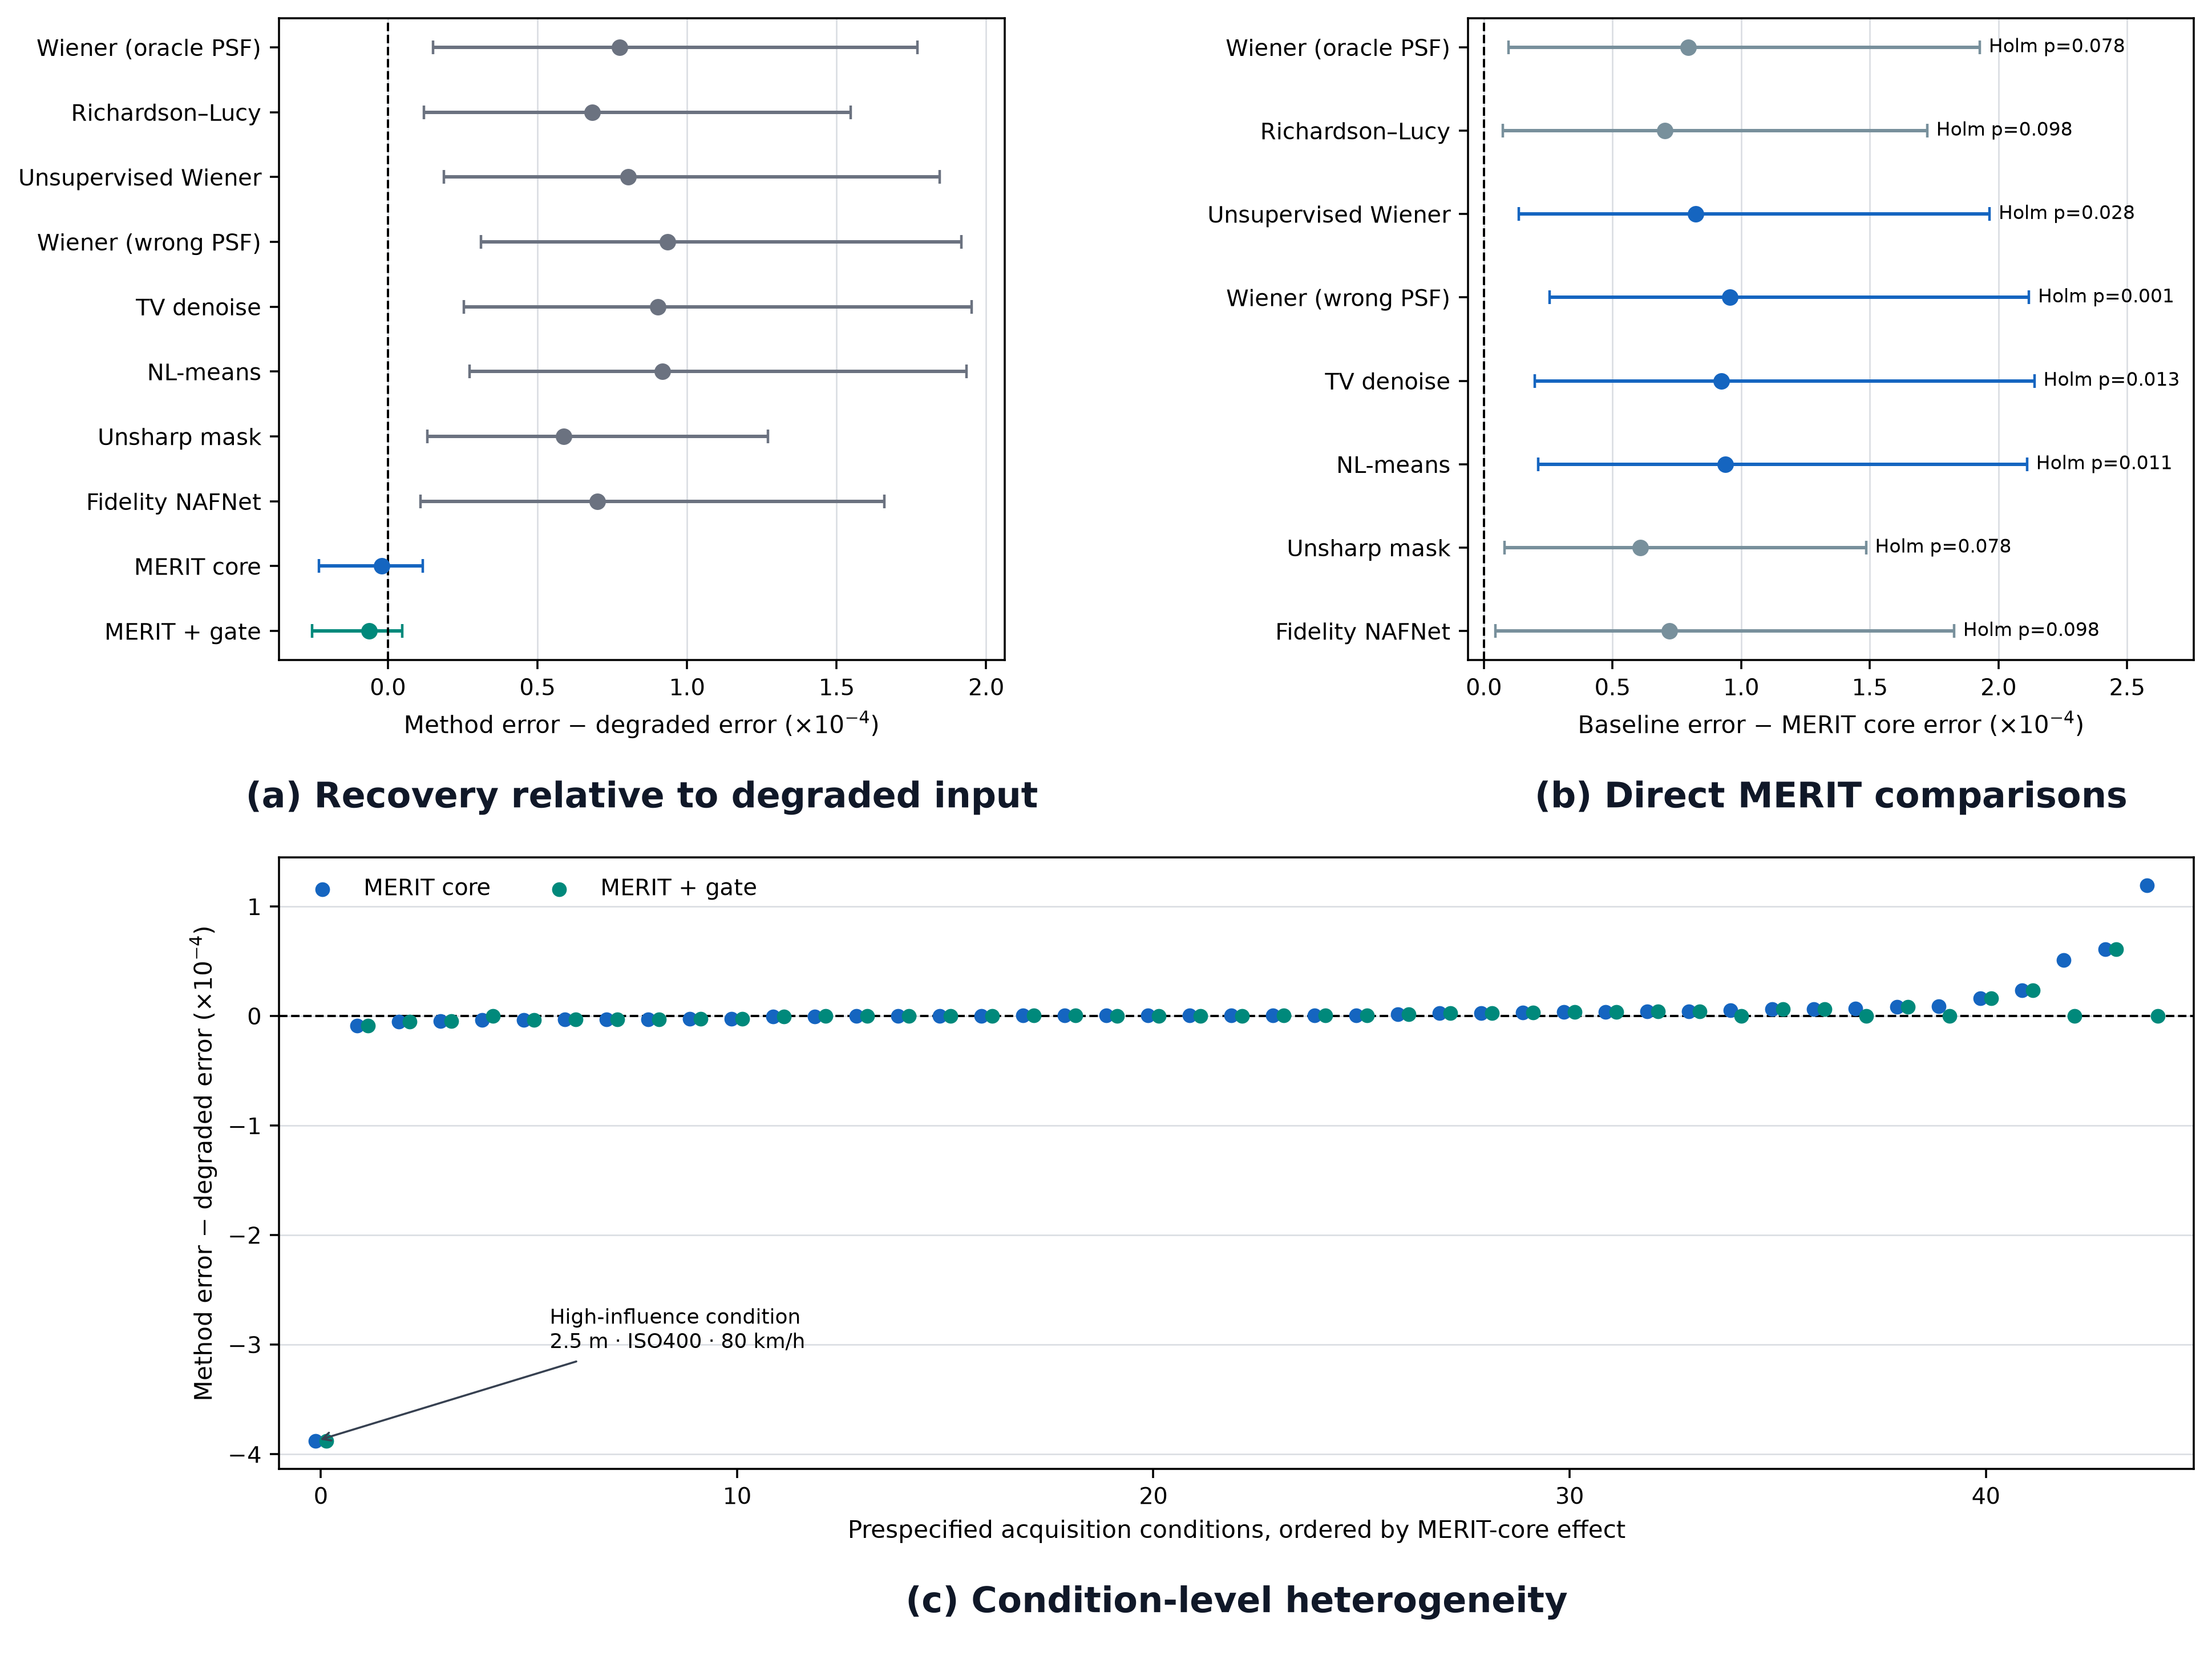 Wiener (oracle PSF)
Richardson–Lucy
Unsupervised Wiener
Wiener (wrong PSF)
TV denoise
NL-means
Unsharp mask
Fidelity NAFNet
MERIT core
MERIT + gate
0.0 0.5 1.0 1.5 2.0
Method error − degraded error (×10⁻⁴)
(a) Recovery relative to degraded input
Wiener (oracle PSF) Holm p=0.078
Richardson–Lucy Holm p=0.098
Unsupervised Wiener Holm p=0.028
Wiener (wrong PSF) Holm p=0.001
TV denoise Holm p=0.013
NL-means Holm p=0.011
Unsharp mask Holm p=0.078
Fidelity NAFNet Holm p=0.098
0.0 0.5 1.0 1.5 2.0 2.5
Baseline error − MERIT core error (×10⁻⁴)
(b) Direct MERIT comparisons
MERIT core MERIT + gate
Method error − degraded error (×10⁻⁴)
1
0
−1
−2
−3
−4
High-influence condition
2.5 m · ISO400 · 80 km/h
0 10 20 30 40
Prespecified acquisition conditions, ordered by MERIT-core effect
(c) Condition-level heterogeneity